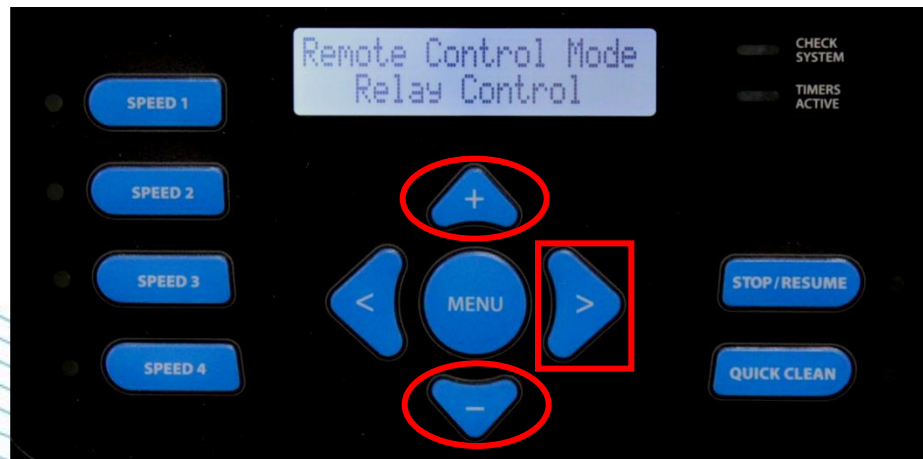 Remote Control Mode
Relay Control
CHECK
SYSTEM
TIMERS
ACTIVE
SPEED 1
SPEED 2
SPEED 3
SPEED 4
+
<
MENU
>
−
STOP/RESUME
QUICK CLEAN